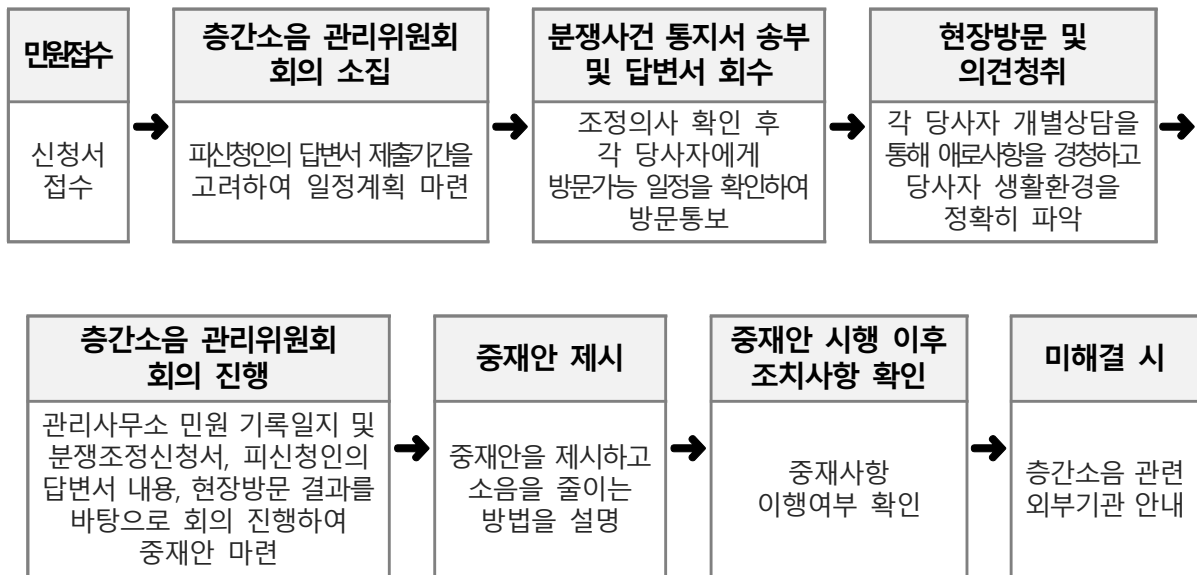 민원접수
신청서
접수
층간소음 관리위원회
회의 소집
피신청인의 답변서 제출기간을
고려하여 일정계획 마련
분쟁사건 통지서 송부
및 답변서 회수
조정의사 확인 후
각 당사자에게
방문가능 일정을 확인하여
방문통보
현장방문 및
의견청취
각 당사자 개별상담을
통해 애로사항을 경청하고
당사자 생활환경을
정확히 파악
층간소음 관리위원회
회의 진행
관리사무소 민원 기록일지 및
분쟁조정신청서, 피신청인의
답변서 내용, 현장방문 결과를
바탕으로 회의 진행하여
중재안 마련
중재안 제시
중재안을 제시하고
소음을 줄이는
방법을 설명
중재안 시행 이후
조치사항 확인
중재사항
이행여부 확인
미해결 시
층간소음 관련
외부기관 안내